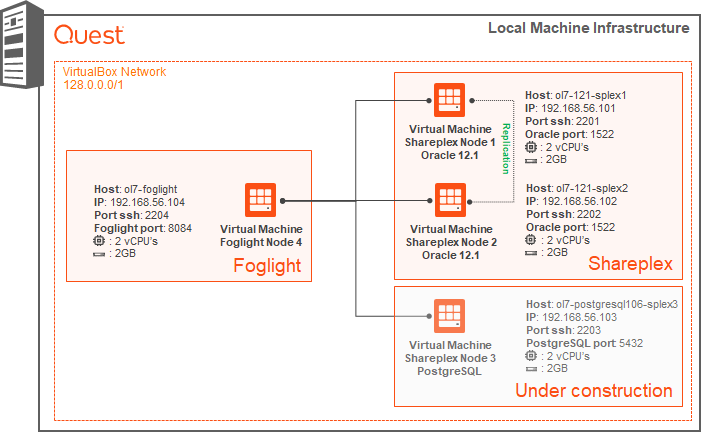 Quest
Local Machine Infrastructure
VirtualBox Network
128.0.0.0/1
Host: ol7-foglight
IP: 192.168.56.104
Port ssh: 2204
Foglight port: 8084
: 2 vCPU's
: 2GB
Virtual Machine
Foglight Node 4
Foglight
Virtual Machine
Shareplex Node 1
Oracle 12.1
Replication
Host: ol7-121-splex1
IP: 192.168.56.101
Port ssh: 2201
Oracle port: 1522
: 2 vCPU's
: 2GB
Virtual Machine
Shareplex Node 2
Oracle 12.1
Host: ol7-121-splex2
IP: 192.168.56.102
Port ssh: 2202
Oracle port: 1522
: 2 vCPU's
: 2GB
Shareplex
Virtual Machine
Shareplex Node 3
PostgreSQL
Host: ol7-postgresql106-splex3
IP: 192.168.56.103
Port ssh: 2203
PostgreSQL port: 5432
: 2 vCPU's
: 2GB
Under construction